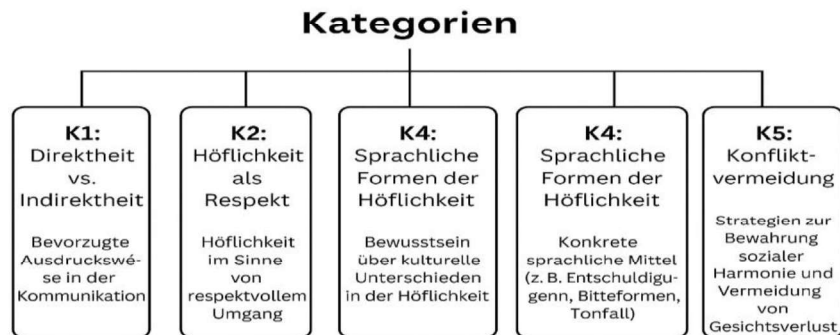 Kategorien
K1:
Direktheit
vs.
Indirektheit
Bevorzugte
Ausdruckswé-
se in der
Kommunikation
K2:
Höflichkeit
als
Respekt
Höflichkeit
im Sinne
von
respektvollem
Umgang
K4:
Sprachliche
Formen der
Höflichkeit
Bewusstsein
über kulturelle
Unterschieden
in der Höflichkeit
K4:
Sprachliche
Formen der
Höflichkeit
Konkrete
sprachliche Mittel
(z. B. Entschuldigu-
genn, Bitteformen,
Tonfall)
K5:
Konflikt-
vermeidung
Strategien zur
Bewahrung
sozialer
Harmonie und
Vermeidung
von
Gesichtsverlust